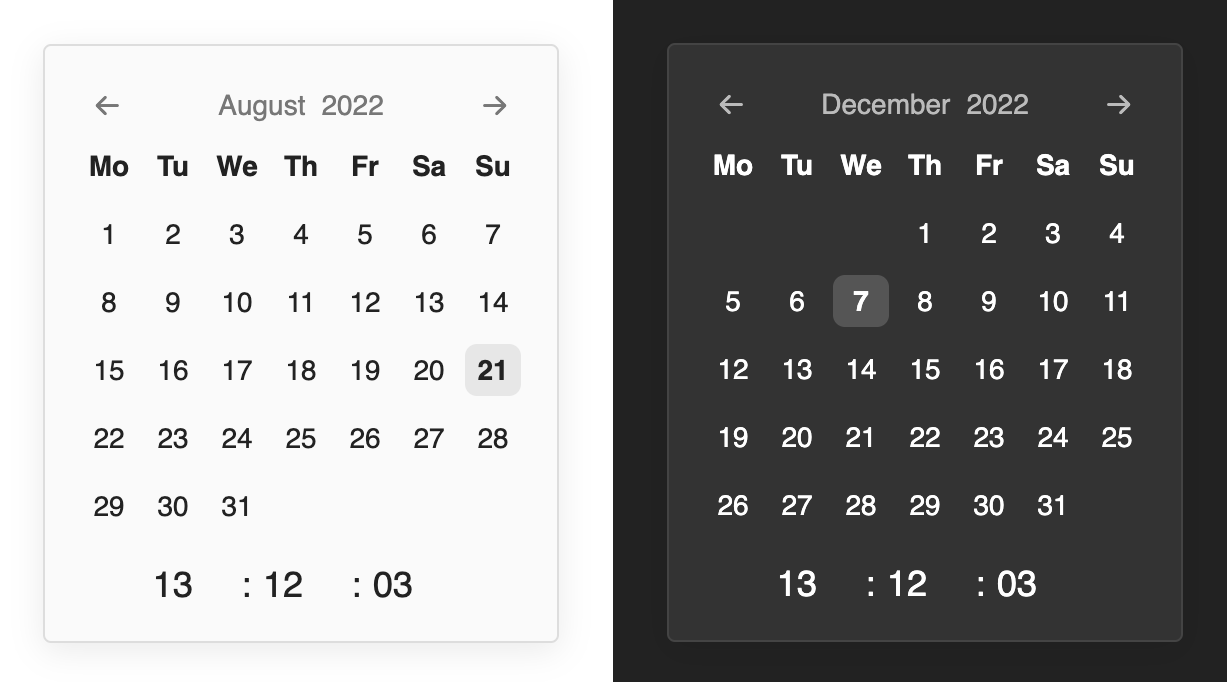 ← August 2022 →
Mo Tu We Th Fr Sa Su
1 2 3 4 5 6 7
8 9 10 11 12 13 14
15 16 17 18 19 20 21
22 23 24 25 26 27 28
29 30 31
13 : 12 : 03
← December 2022 →
Mo Tu We Th Fr Sa Su
1 2 3 4
5 6 7 8 9 10 11
12 13 14 15 16 17 18
19 20 21 22 23 24 25
26 27 28 29 30 31
13 : 12 : 03